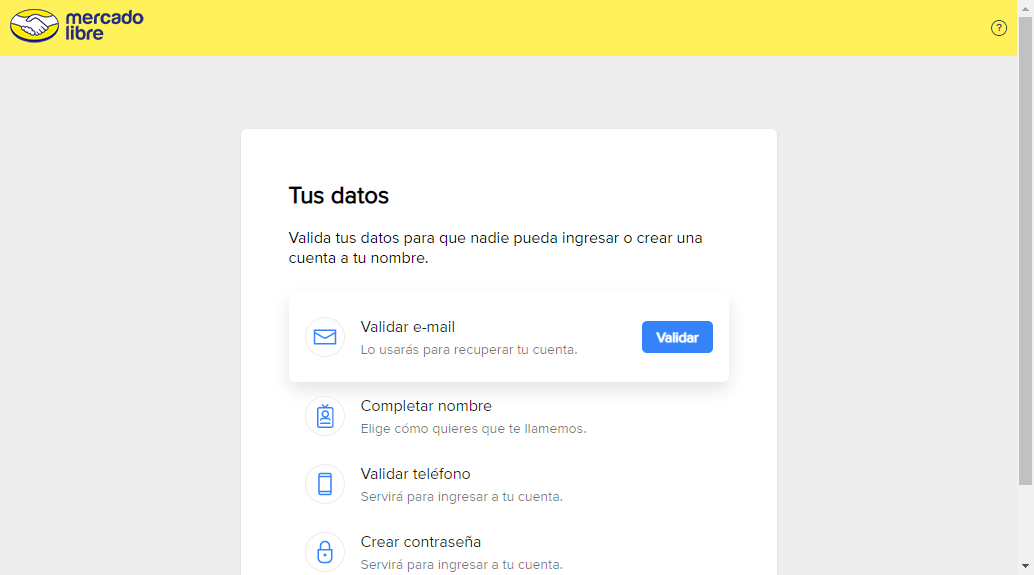 mercado
libre
?
Tus datos
Valida tus datos para que nadie pueda ingresar o crear una
cuenta a tu nombre.
Validar e-mail
Lo usarás para recuperar tu cuenta.
Validar
Completar nombre
Elige cómo quieres que te llamemos.
Validar teléfono
Servirá para ingresar a tu cuenta.
Crear contraseña
Servirá para ingresar a tu cuenta.